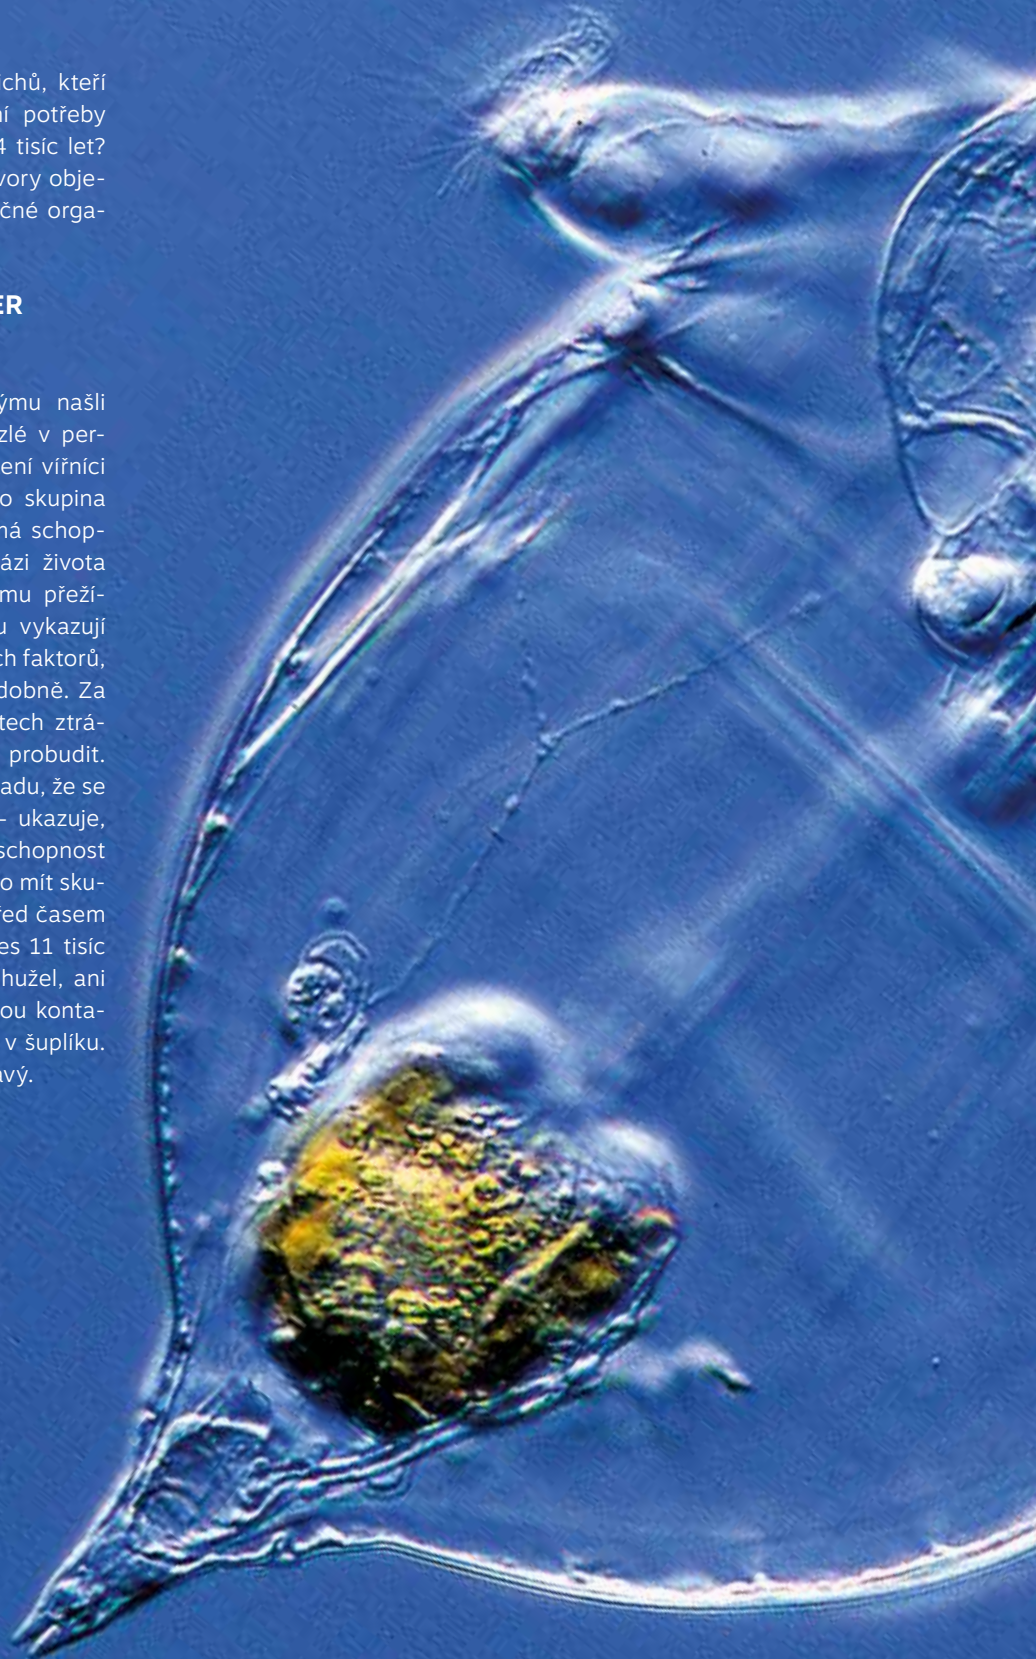 ichů, kteří
ní potřeby
4 tisíc let?
vory obje-
čné orga-
ER
ýmu našli
zlé v per-
ení vířníci
o skupina
má schop-
ázi života
mu přeží-
u vykazují
ch faktorů,
dobně. Za
tech ztrá-
probudit.
adu, že se
– ukazuje,
schopnost
o mít sku-
řed časem
es 11 tisíc
hužel, ani
ou konta-
v šuplíku.
avý.